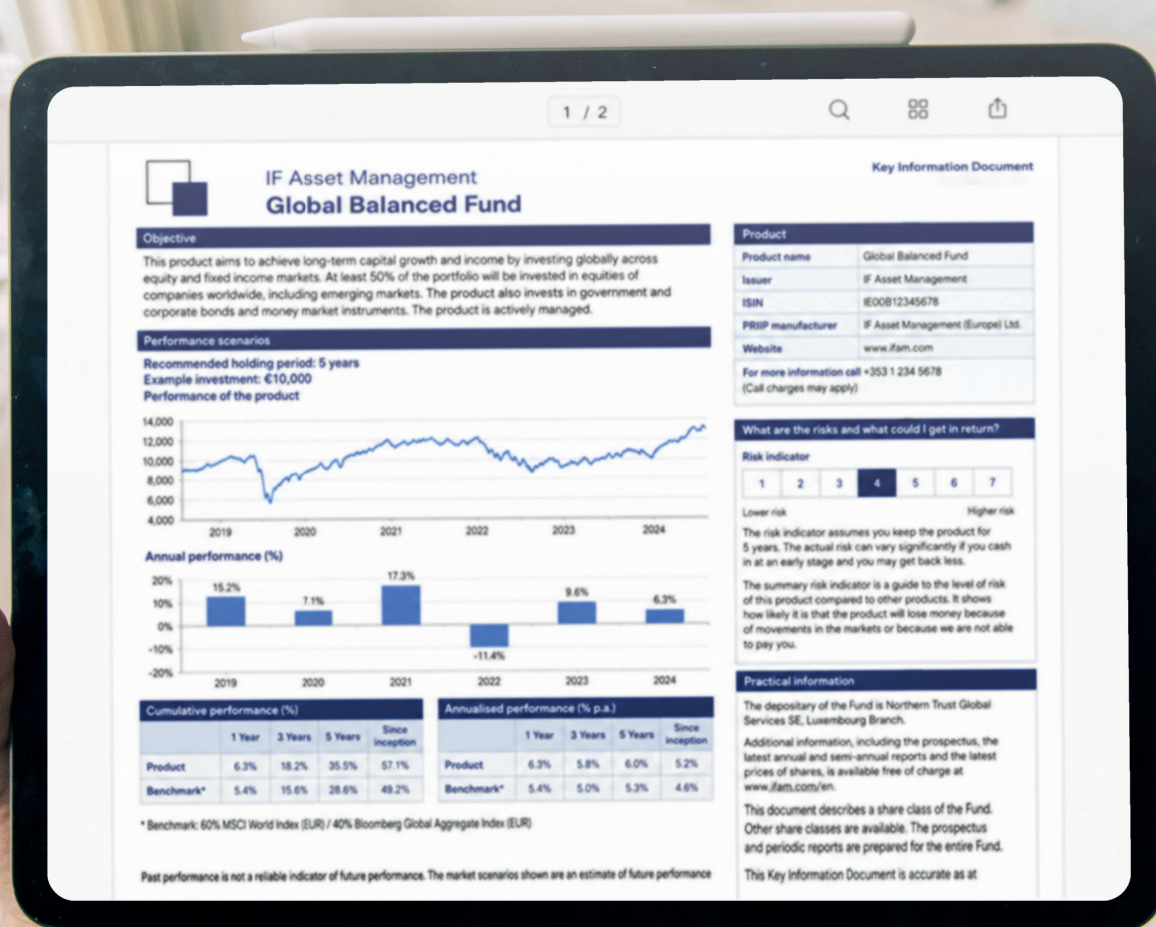 1 / 2
IF Asset Management
Global Balanced Fund
Key Information Document
Objective
This product aims to achieve long-term capital growth and income by investing globally across
equity and fixed income markets. At least 50% of the portfolio will be invested in equities of
companies worldwide, including emerging markets. The product also invests in government and
corporate bonds and money market instruments. The product is actively managed.
Performance scenarios
Recommended holding period: 5 years
Example investment: €10,000
Performance of the product
14,000
12,000
10,000
8,000
6,000
4,000
2019 2020 2021 2022 2023 2024
Annual performance (%)
20%
10%
0%
-10%
-20%
15.2% 7.1% 17.3% -11.4% 9.6% 6.3%
2019 2020 2021 2022 2023 2024
Cumulative performance (%)
1 Year 3 Years 5 Years Since
inception
Product 6.3% 18.2% 35.5% 57.1%
Benchmark* 5.4% 15.6% 28.6% 49.2%
Annualised performance (% p.a.)
1 Year 3 Years 5 Years Since
inception
Product 6.3% 5.8% 6.0% 5.2%
Benchmark* 5.4% 5.0% 5.3% 4.6%
* Benchmark: 60% MSCI World Index (EUR) / 40% Bloomberg Global Aggregate Index (EUR)
Past performance is not a reliable indicator of future performance. The market scenarios shown are an estimate of future performance
Product
Product name Global Balanced Fund
Issuer IF Asset Management
ISIN IE00B12345678
PRIIP manufacturer IF Asset Management (Europe) Ltd.
Website www.ifam.com
For more information call +353 1 234 5678
(Call charges may apply)
What are the risks and what could I get in return?
Risk indicator
1 2 3 4 5 6 7
Lower risk Higher risk
The risk indicator assumes you keep the product for
5 years. The actual risk can vary significantly if you cash
in at an early stage and you may get back less.
The summary risk indicator is a guide to the level of risk
of this product compared to other products. It shows
how likely it is that the product will lose money because
of movements in the markets or because we are not able
to pay you.
Practical information
The depositary of the Fund is Northern Trust Global
Services SE, Luxembourg Branch.
Additional information, including the prospectus, the
latest annual and semi-annual reports and the latest
prices of shares, is available free of charge at
www.ifam.com/en.
This document describes a share class of the Fund.
Other share classes are available. The prospectus
and periodic reports are prepared for the entire Fund.
This Key Information Document is accurate as at